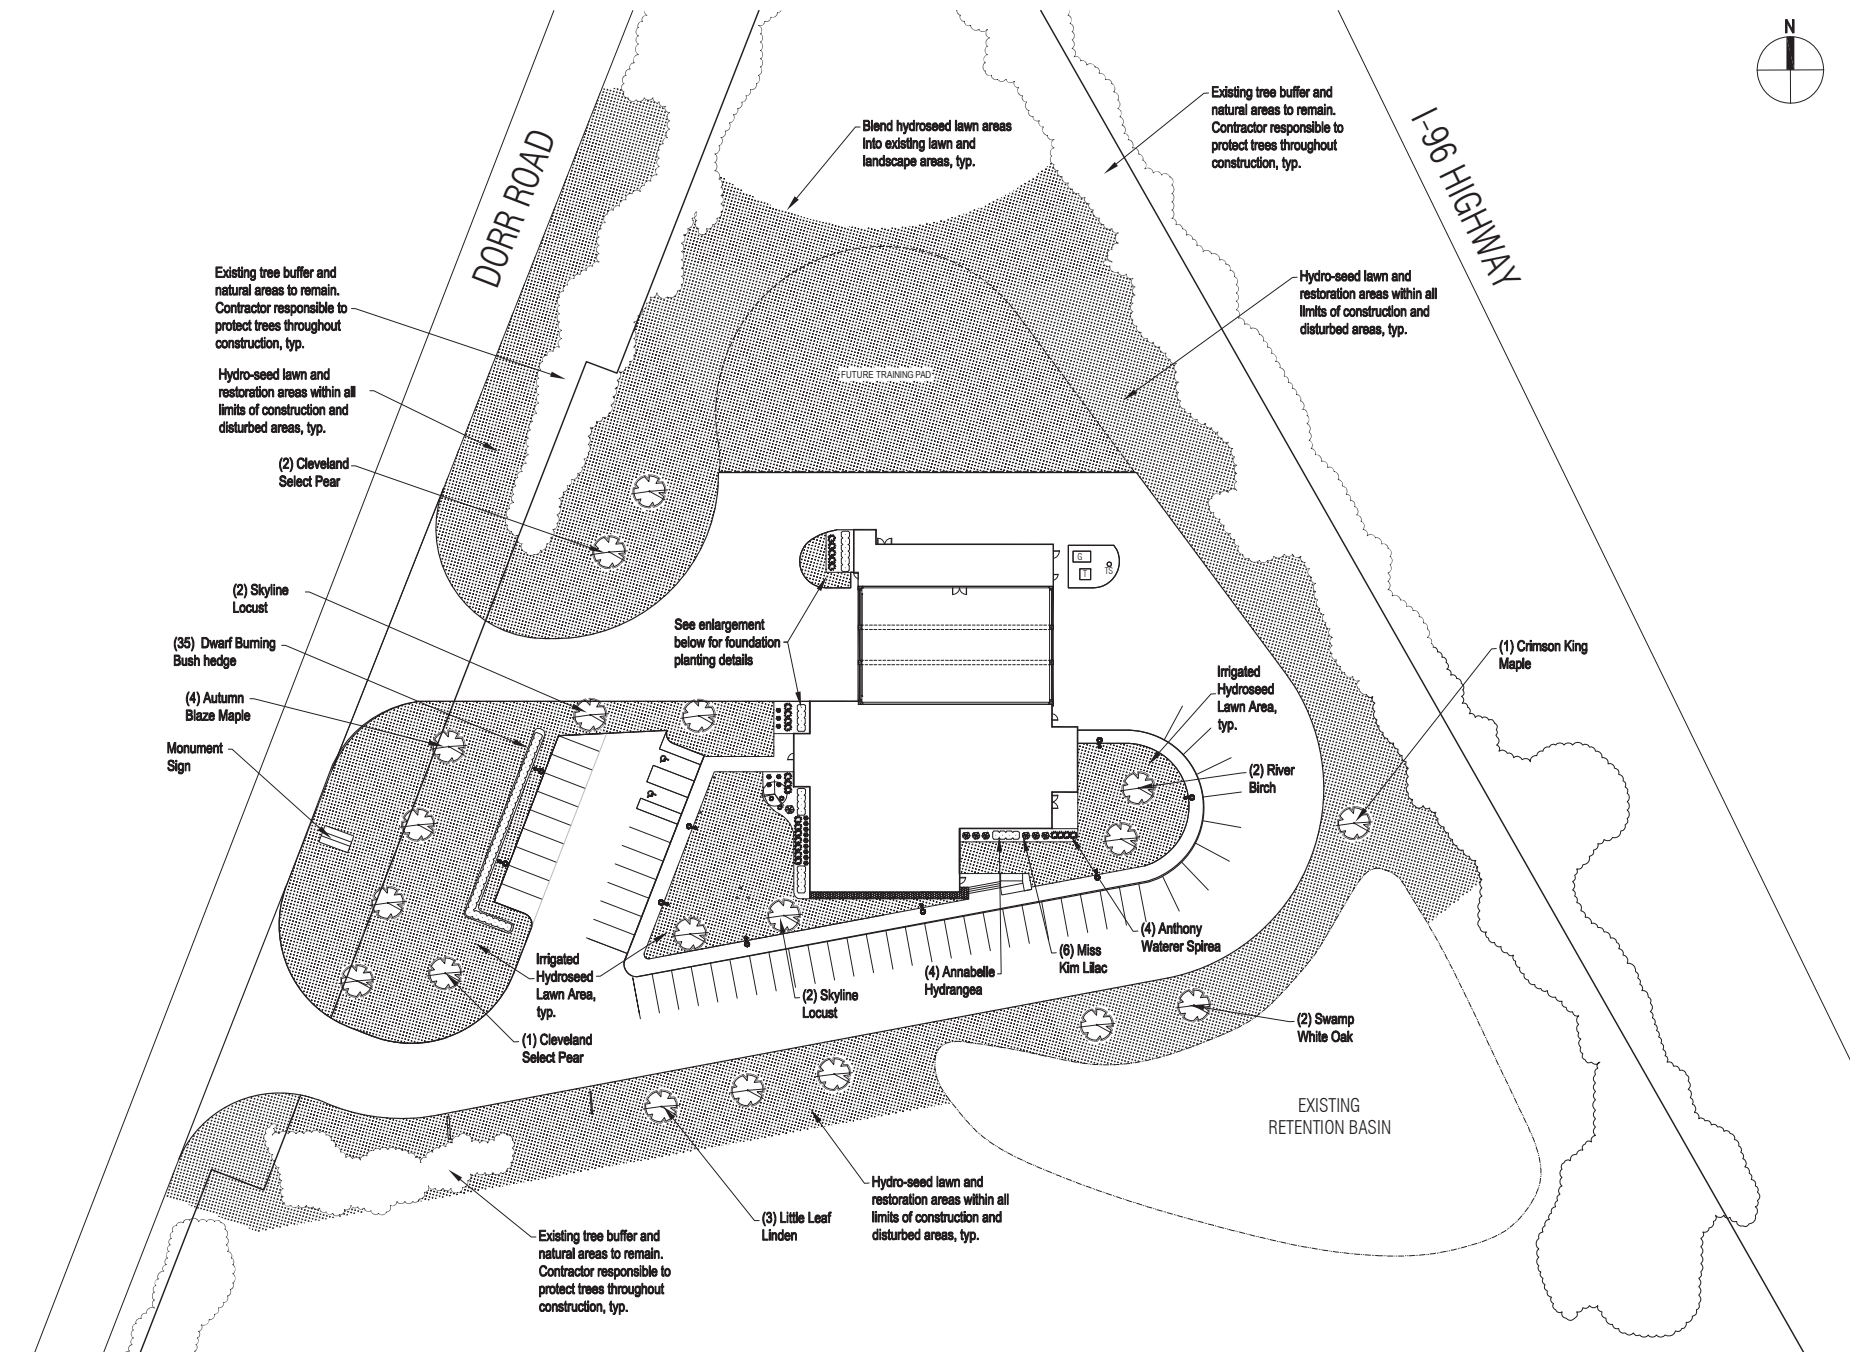 N
Existing tree buffer and
natural areas to remain.
Contractor responsible to
protect trees throughout
construction, typ.
I-96 HIGHWAY
Blend hydroseed lawn areas
into existing lawn and
landscape areas, typ.
DORR ROAD
Existing tree buffer and
natural areas to remain.
Contractor responsible to
protect trees throughout
construction, typ.
Hydro-seed lawn and
restoration areas within all
limits of construction and
disturbed areas, typ.
Hydro-seed lawn and
restoration areas within all
limits of construction and
disturbed areas, typ.
FUTURE TRAINING PAD
(2) Cleveland
Select Pear
G
T
TS
(2) Skyline
Locust
See enlargement
below for foundation
planting details
(35) Dwarf Burning
Bush hedge
(1) Crimson King
Maple
Irrigated
Hydroseed
Lawn Area,
typ.
(4) Autumn
Blaze Maple
Monument
Sign
(2) River
Birch
(4) Anthony
Waterer Spirea
(6) Miss
Kim Lilac
(4) Annabelle
Hydrangea
Irrigated
Hydroseed
Lawn Area,
typ.
(2) Skyline
Locust
(2) Swamp
White Oak
(1) Cleveland
Select Pear
EXISTING
RETENTION BASIN
Hydro-seed lawn and
restoration areas within all
limits of construction and
disturbed areas, typ.
(3) Little Leaf
Linden
Existing tree buffer and
natural areas to remain.
Contractor responsible to
protect trees throughout
construction, typ.